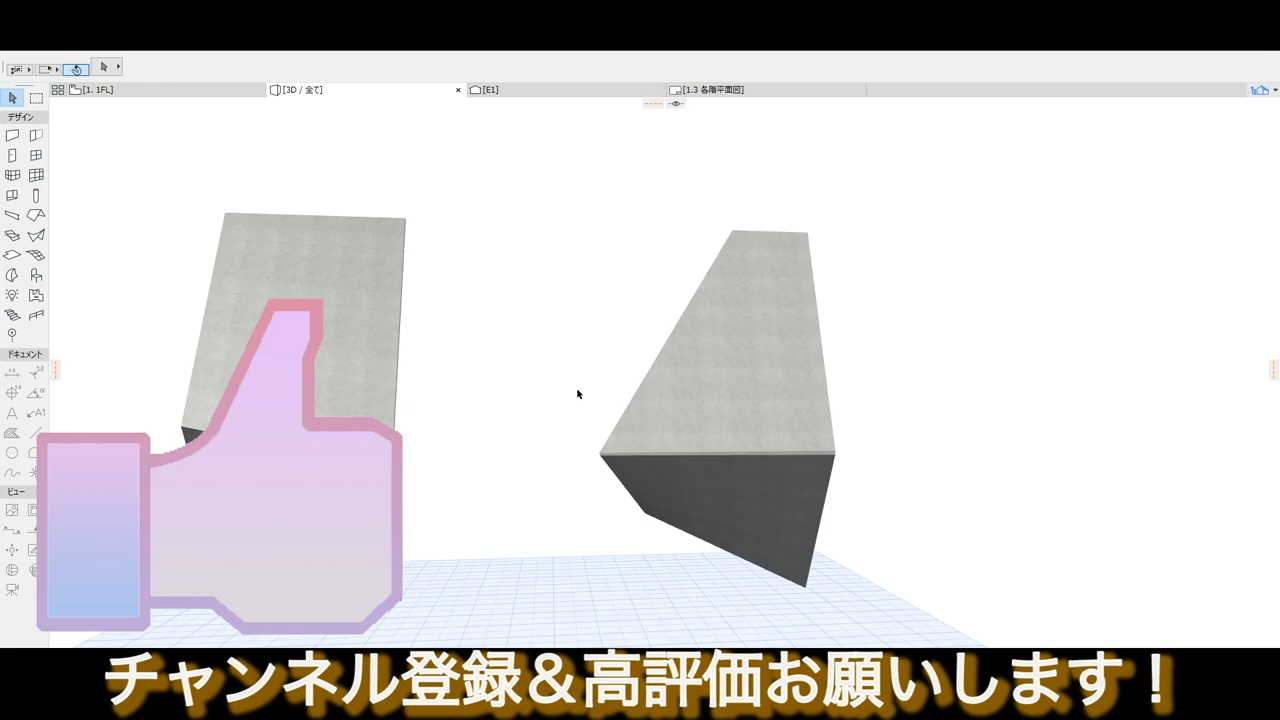 [1. 1FL]
[3D / 全て]
[E1]
[1.3 各階平面図]
デザイン
ドキュメント
ビュー
チャンネル登録&高評価お願いします！